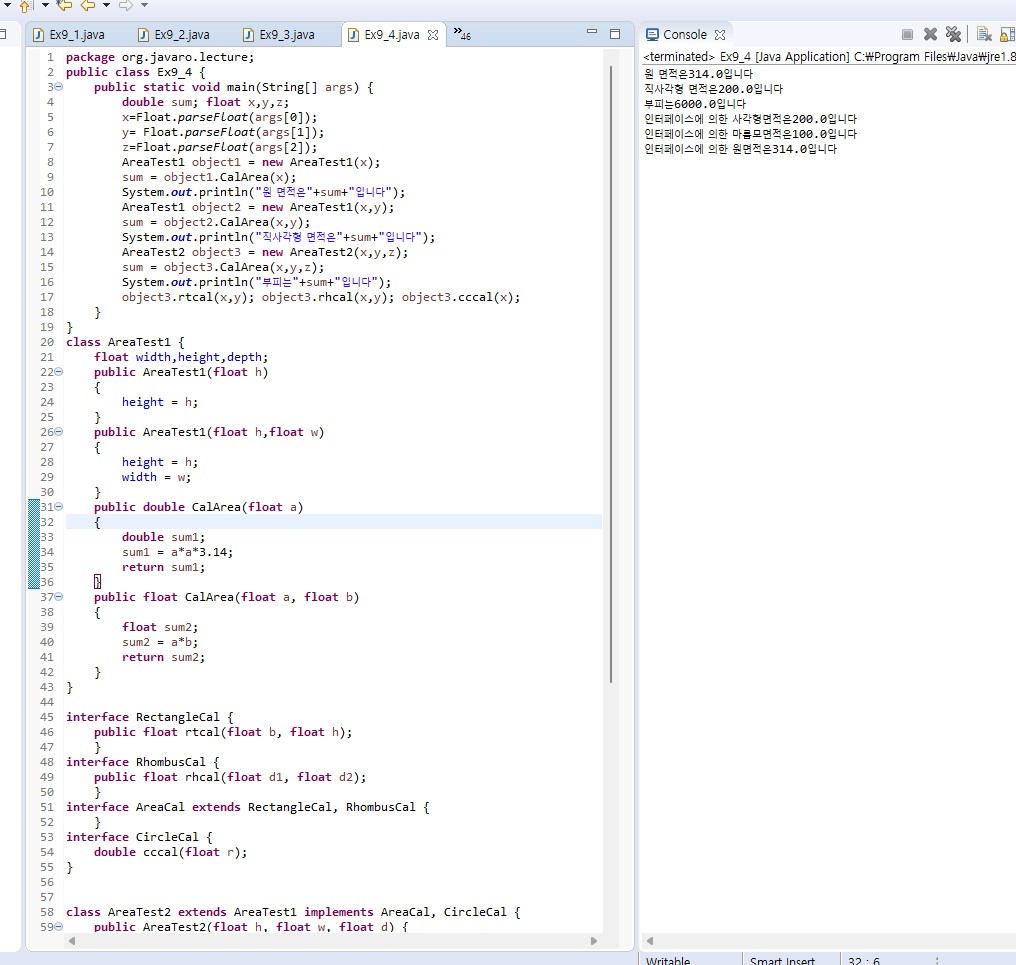 Ex9_1.java
Ex9_2.java
Ex9_3.java
Ex9_4.java
46
1 package org.javaro.lecture;
2 public class Ex9_4 {
3 public static void main(String[] args) {
4 double sum; float x,y,z;
5 x=Float.parseFloat(args[0]);
6 y= Float.parseFloat(args[1]);
7 z=Float.parseFloat(args[2]);
8 AreaTest1 object1 = new AreaTest1(x);
9 sum = object1.CalArea(x);
10 System.out.println("원 면적은"+sum+"입니다");
11 AreaTest1 object2 = new AreaTest1(x,y);
12 sum = object2.CalArea(x,y);
13 System.out.println("직사각형 면적은"+sum+"입니다");
14 AreaTest2 object3 = new AreaTest2(x,y,z);
15 sum = object3.CalArea(x,y,z);
16 System.out.println("부피는"+sum+"입니다");
17 object3.rtcal(x,y); object3.rhcal(x,y); object3.cccal(x);
18 }
19 }
20 class AreaTest1 {
21 float width,height,depth;
22 public AreaTest1(float h)
23 {
24 height = h;
25 }
26 public AreaTest1(float h,float w)
27 {
28 height = h;
29 width = w;
30 }
31 public double CalArea(float a)
32 {
33 double sum1;
34 sum1 = a*a*3.14;
35 return sum1;
36 }
37 public float CalArea(float a, float b)
38 {
39 float sum2;
40 sum2 = a*b;
41 return sum2;
42 }
43 }
44
45 interface RectangleCal {
46 public float rtcal(float b, float h);
47 }
48 interface RhombusCal {
49 public float rhcal(float d1, float d2);
50 }
51 interface AreaCal extends RectangleCal, RhombusCal {
52 }
53 interface CircleCal {
54 double cccal(float r);
55 }
56
57
58 class AreaTest2 extends AreaTest1 implements AreaCal, CircleCal {
59 public AreaTest2(float h, float w, float d) {
Console
<terminated> Ex9_4 [Java Application] C:₩Program Files₩Java₩jre1.8
원 면적은314.0입니다
직사각형 면적은200.0입니다
부피는6000.0입니다
인터페이스에 의한 사각형면적은200.0입니다
인터페이스에 의한 마름모면적은100.0입니다
인터페이스에 의한 원면적은314.0입니다
Writable
Smart Insert
32 : 6